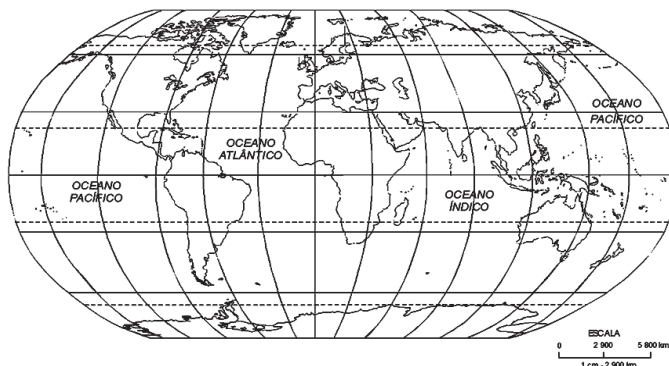 OCEANO
PACÍFICO
OCEANO
ATLÂNTICO
OCEANO
PACÍFICO
OCEANO
ÍNDICO
ESCALA
0 2 900 5 800 km
1 cm - 2 900 km